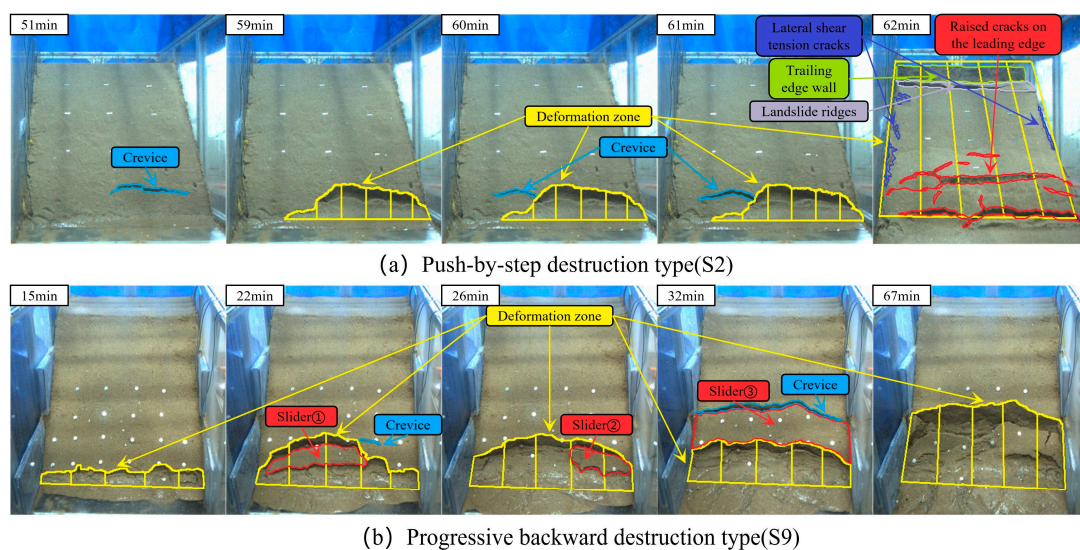 51min
59min
60min
61min
62min
Lateral shear
tension cracks
Raised cracks on
the leading edge
Trailing
edge wall
Landslide ridges
Deformation zone
Crevice
Crevice
(a) Push-by-step destruction type(S2)
15min
22min
26min
32min
67min
Deformation zone
Slider①
Crevice
Slider②
Slider③
Crevice
(b) Progressive backward destruction type(S9)